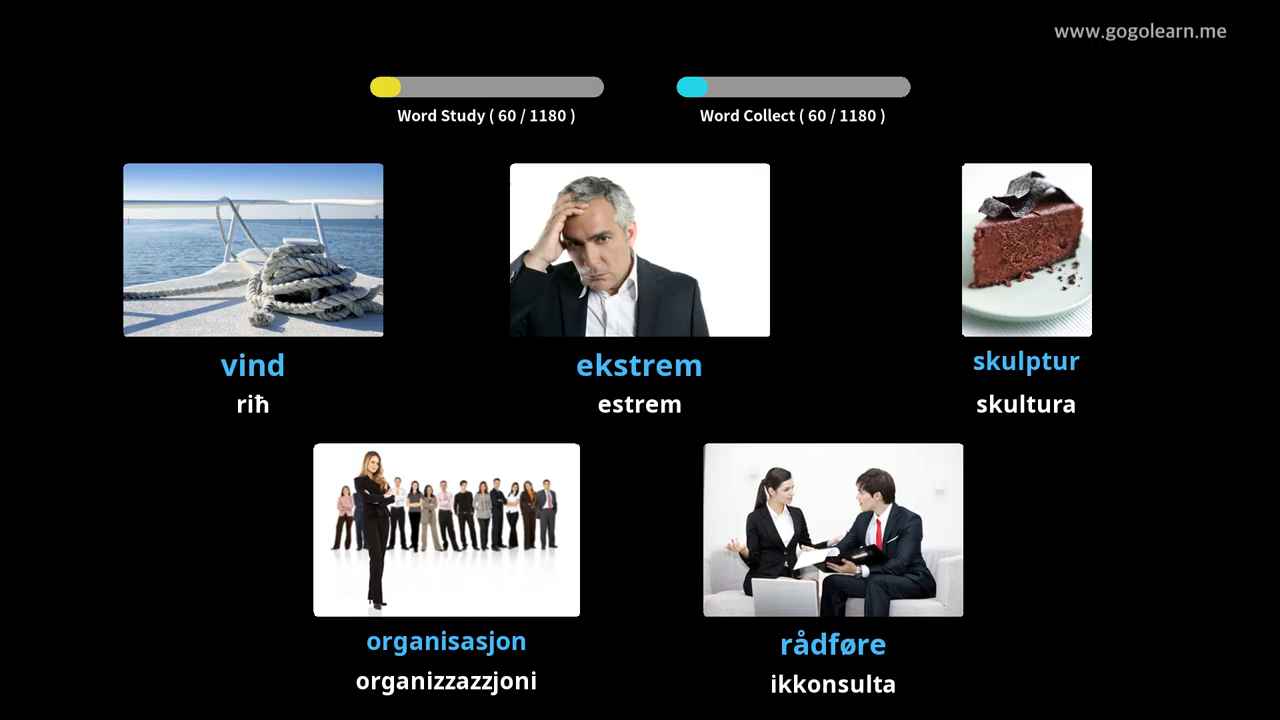 www.gogolearn.me
Word Study ( 60 / 1180 )
Word Collect ( 60 / 1180 )
vind
riħ
ekstrem
estrem
skulptur
skultura
organisasjon
organizzazzjoni
rådføre
ikkonsulta